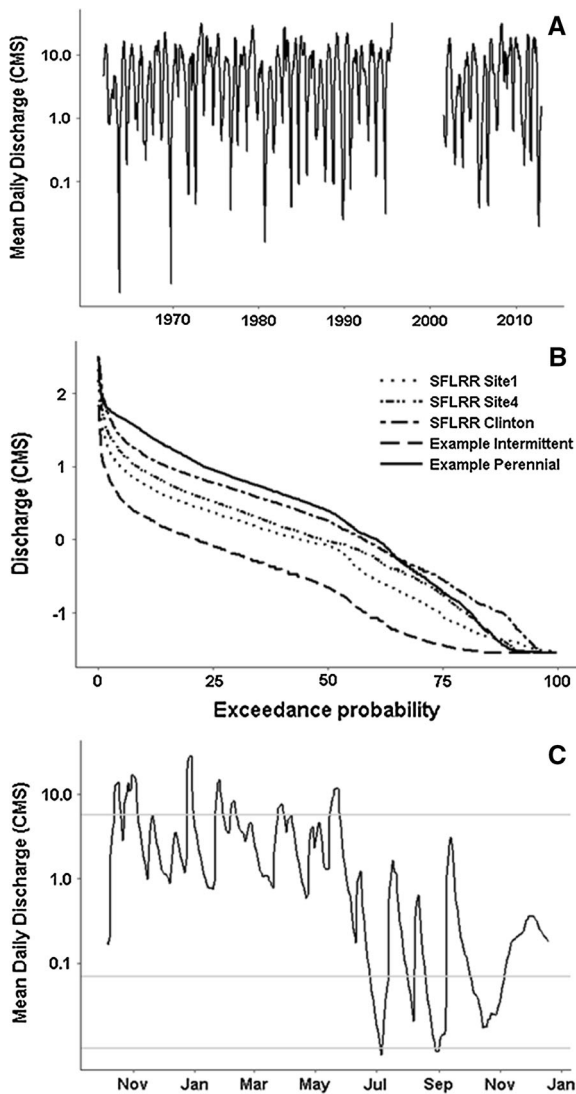 A
Mean Daily Discharge (CMS)
10.0
1.0
0.1
1970
1980
1990
2000
2010
B
Discharge (CMS)
2
1
0
-1
SFLRR Site1
SFLRR Site4
SFLRR Clinton
Example Intermittent
Example Perennial
0
25
50
75
100
Exceedance probability
C
Mean Daily Discharge (CMS)
10.0
1.0
0.1
Nov
Jan
Mar
May
Jul
Sep
Nov
Jan